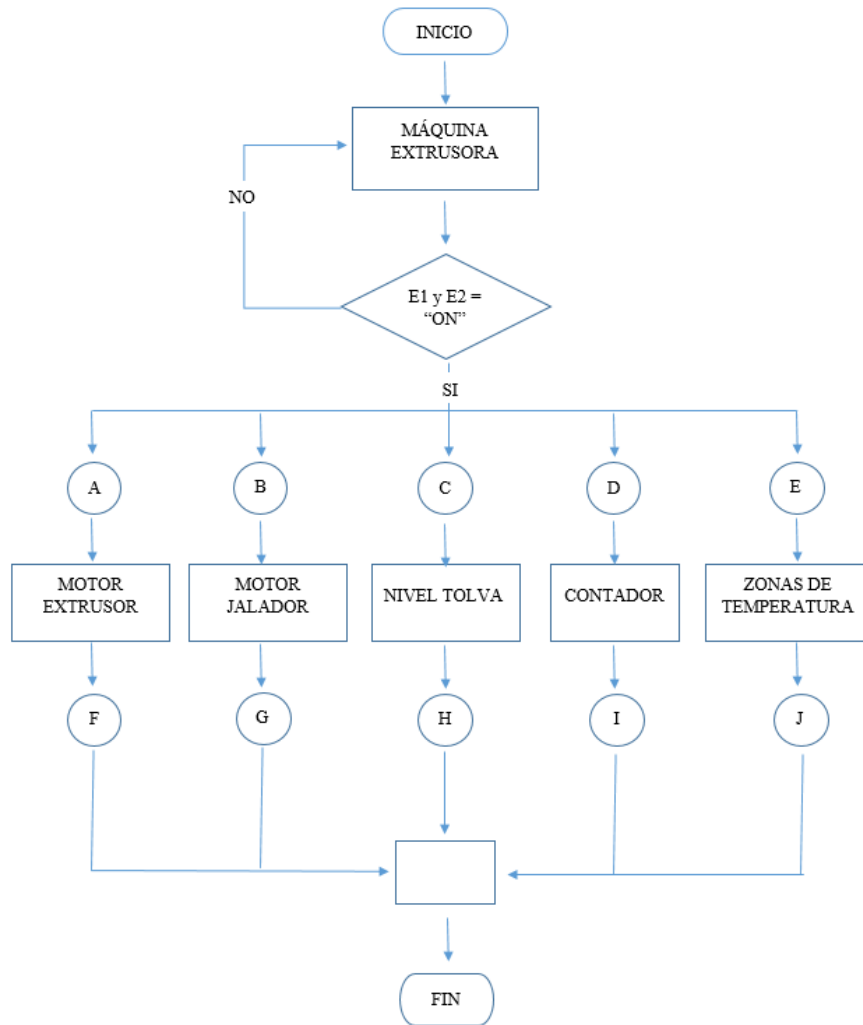 INICIO
MÁQUINA
EXTRUSORA
NO
E1 y E2 =
“ON”
SI
A
B
C
D
E
MOTOR
EXTRUSOR
MOTOR
JALADOR
NIVEL TOLVA
CONTADOR
ZONAS DE
TEMPERATURA
F
G
H
I
J
FIN